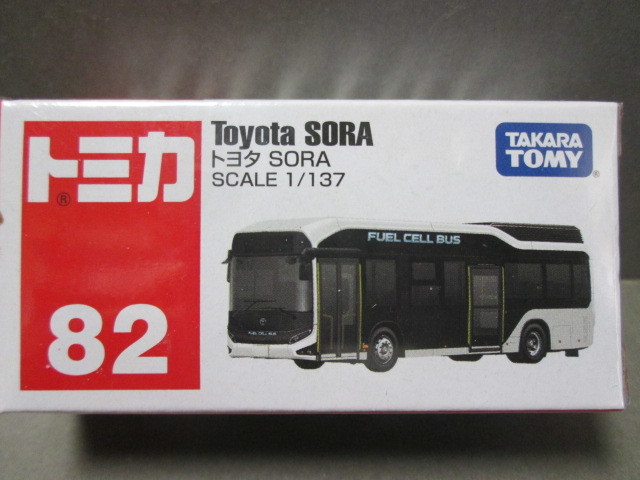 トミカ
®
82
Toyota SORA
トヨタ SORA
SCALE 1/137
TAKARA
TOMY
®
FUEL CELL BUS